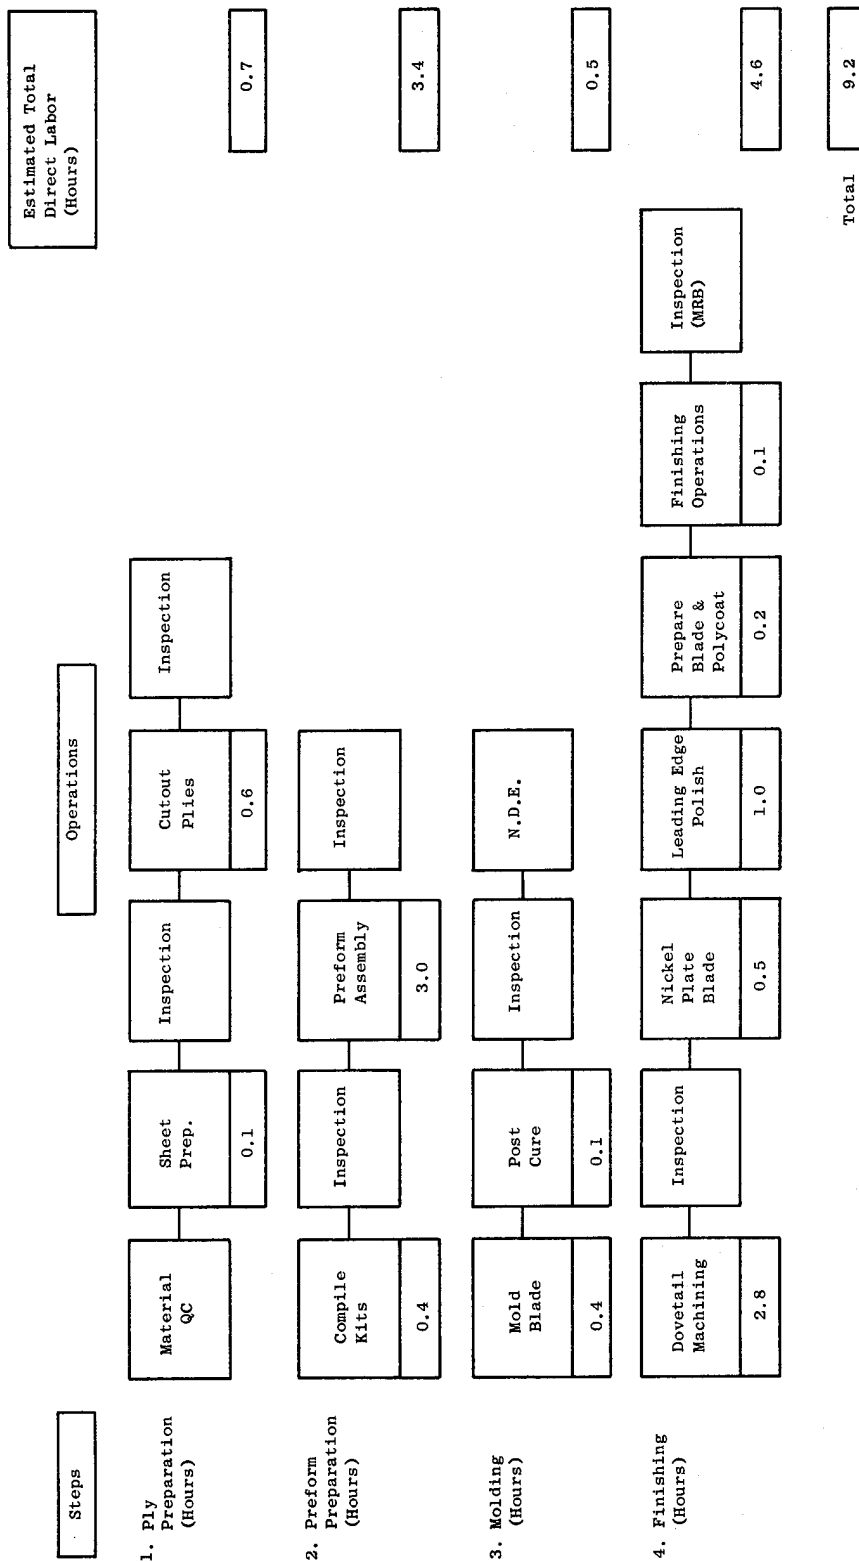 Steps
Operations
Estimated Total
Direct Labor
(Hours)
1. Ply
Preparation
(Hours)
Material
QC
Sheet
Prep.
0.1
Inspection
Cutout
Plies
0.6
Inspection
0.7
2. Preform
Preparation
(Hours)
Compile
Kits
0.4
Inspection
Preform
Assembly
3.0
Inspection
3.4
3. Molding
(Hours)
Mold
Blade
0.4
Post
Cure
0.1
Inspection
N.D.E.
0.5
4. Finishing
(Hours)
Dovetail
Machining
2.8
Inspection
Nickel
Plate
Blade
0.5
Leading Edge
Polish
1.0
Prepare
Blade &
Polycoat
0.2
Finishing
Operations
0.1
Inspection
(MRB)
4.6
Total
9.2